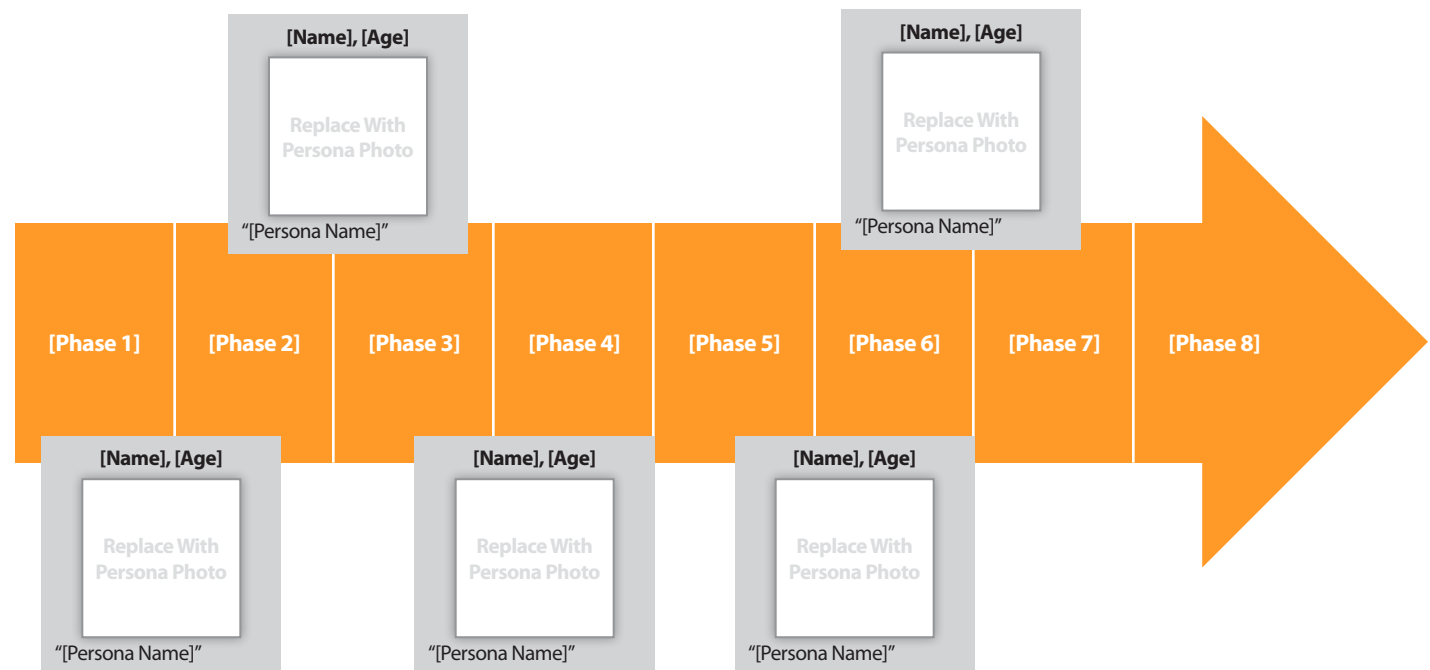 [Name], [Age]
Replace With
Persona Photo
“[Persona Name]”
[Name], [Age]
Replace With
Persona Photo
“[Persona Name]”
[Phase 1]
[Phase 2]
[Phase 3]
[Phase 4]
[Phase 5]
[Phase 6]
[Phase 7]
[Phase 8]
[Name], [Age]
Replace With
Persona Photo
“[Persona Name]”
[Name], [Age]
Replace With
Persona Photo
“[Persona Name]”
[Name], [Age]
Replace With
Persona Photo
“[Persona Name]”